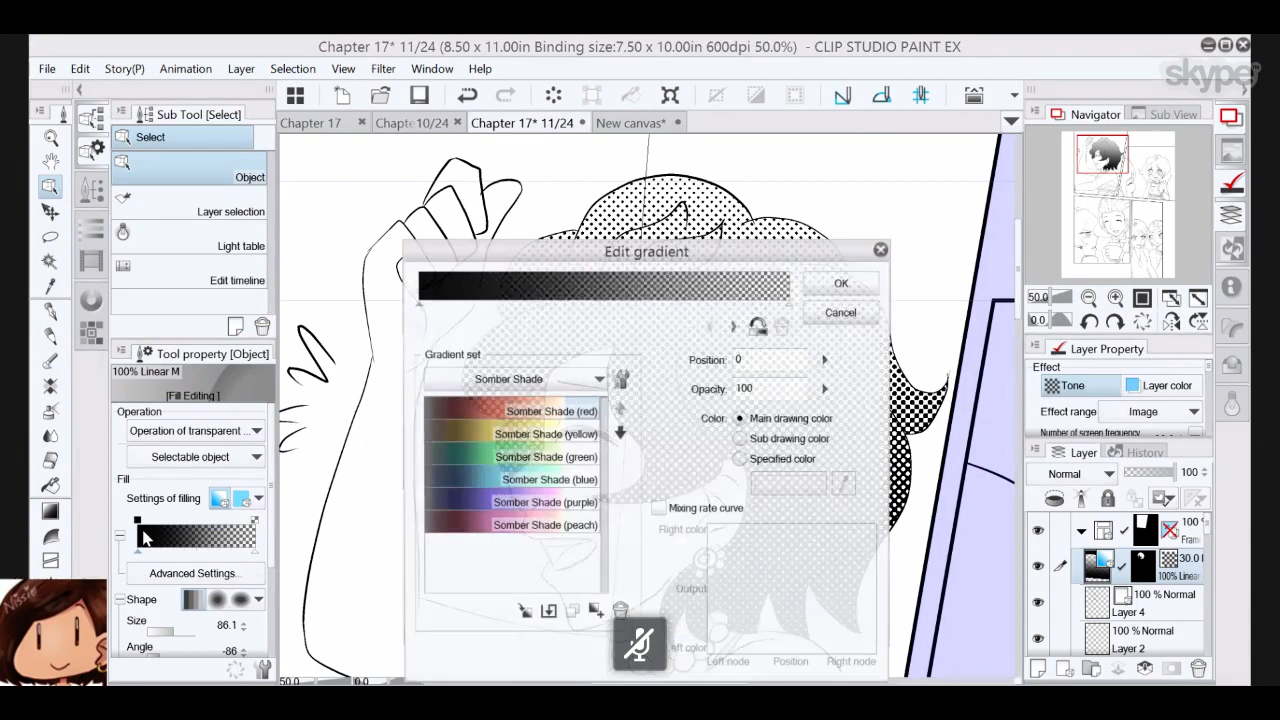 Chapter 17* 11/24 (8.50 x 11.00in Binding size:7.50 x 10.00in 600dpi 50.0%) - CLIP STUDIO PAINT EX
File Edit Story(P) Animation Layer Selection View Filter Window Help
skype
Sub Tool [Select]
Chapter 17 Chapte 10/24 Chapter 17* 11/24 New canvas*
Navigator Sub View
Select
Object
Layer selection
Light table
Edit timeline
Edit gradient
OK
Cancel
50.0
0.0
Tool property [Object]
100% Linear M
[Fill Editing ]
Operation
Operation of transparent ...
Selectable object
Fill
Settings of filling
Advanced Settings...
Shape
Size 86.1
Angle -86
Gradient set
Somber Shade
Somber Shade (red)
Somber Shade (yellow)
Somber Shade (green)
Somber Shade (blue)
Somber Shade (purple)
Somber Shade (peach)
Position: 0
Opacity: 100
Color: Main drawing color
Sub drawing color
Specified color
Mixing rate curve
Right color
Output
Left node Position Right node
Layer Property
Effect
Tone Layer color
Effect range Image
Number of screen frequency
Layer History
Normal 100
100 %
Fram
30.0
100% Linear
100 % Normal
Layer 4
100 % Normal
Layer 2
50.0 0.0
Nissie